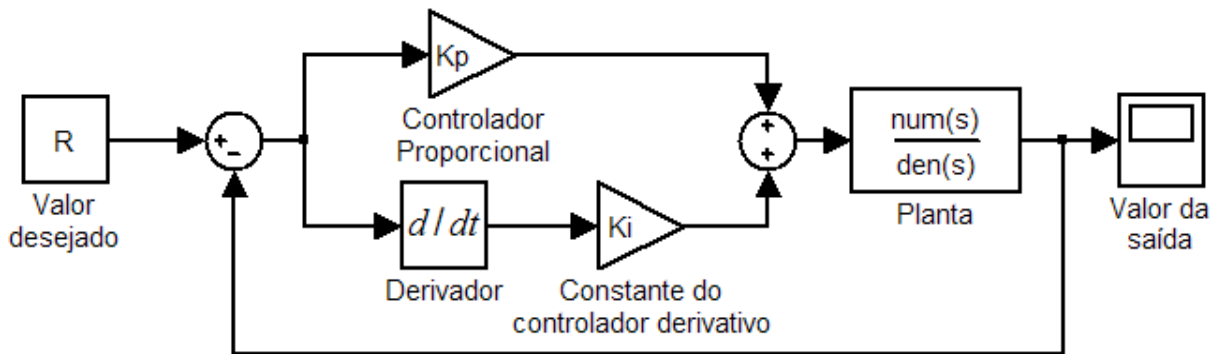 Kp
Controlador
Proporcional
R
Valor
desejado
+
−
d/dt
Derivador
Ki
Constante do
controlador derivativo
+
+
num(s)
den(s)
Planta
Valor da
saída